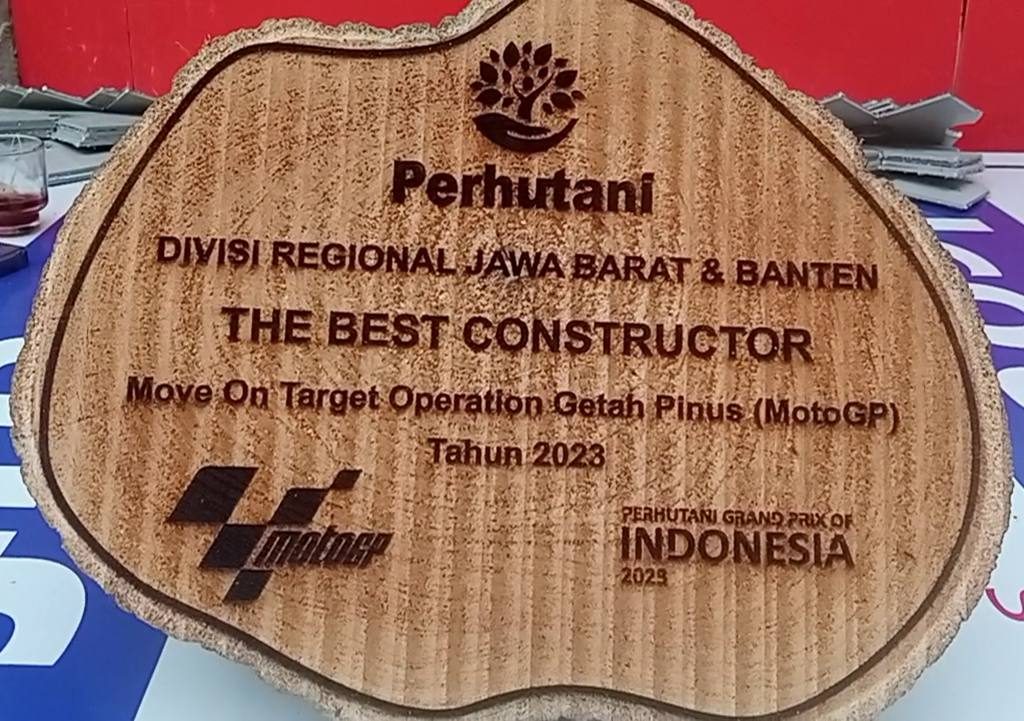 Perhutani
DIVISI REGIONAL JAWA BARAT & BANTEN
THE BEST CONSTRUCTOR
Move On Target Operation Getah Pinus (MotoGP)
Tahun 2023
motoGP
PERHUTANI GRAND PRIX OF
INDONESIA
2023